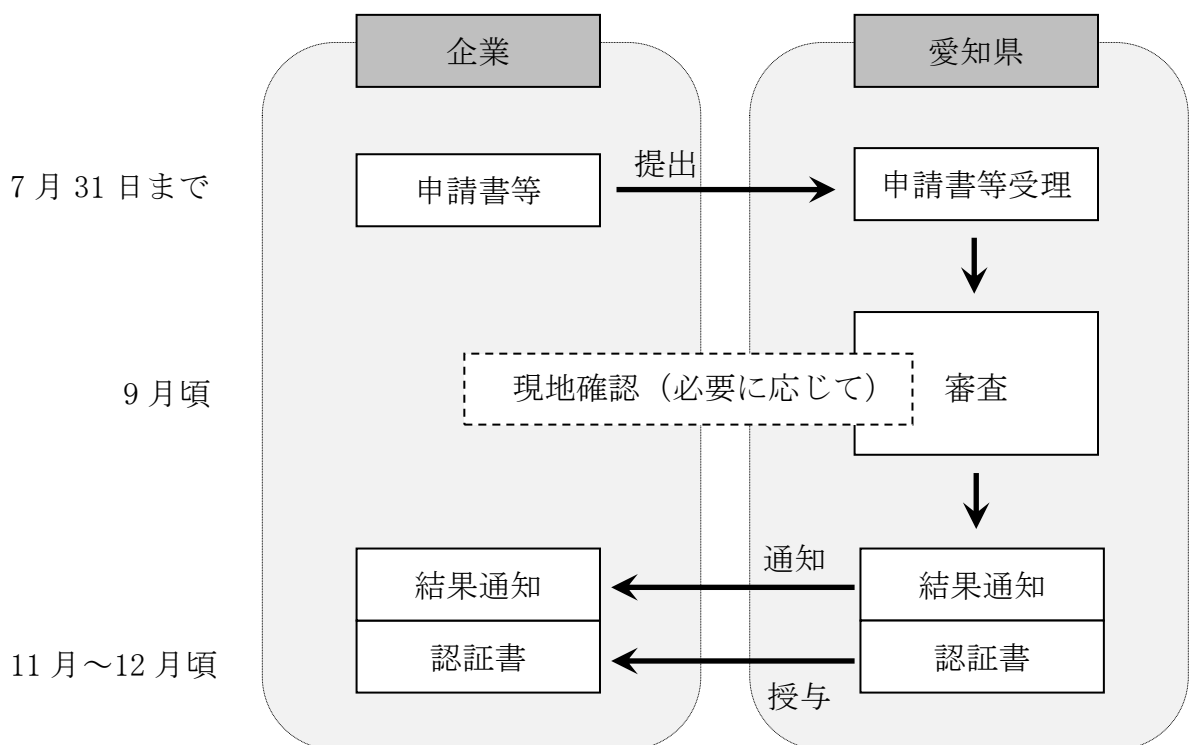 企業
愛知県
7月31日まで
申請書等
提出
申請書等受理
9月頃
現地確認（必要に応じて）
審査
結果通知
通知
結果通知
11月～12月頃
認証書
授与
認証書